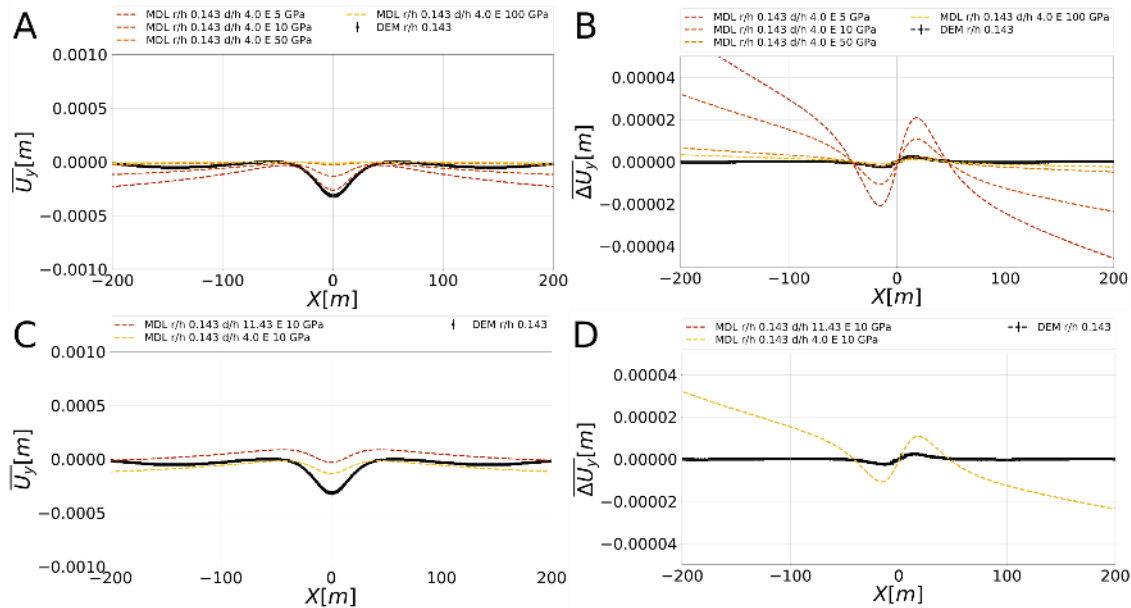 A
MDL r/h 0.143 d/h 4.0 E 5 GPa
MDL r/h 0.143 d/h 4.0 E 10 GPa
MDL r/h 0.143 d/h 4.0 E 50 GPa
MDL r/h 0.143 d/h 4.0 E 100 GPa
DEM r/h 0.143
0.0010
0.0005
0.0000
−0.0005
−0.0010
U_y[m]
−200 −100 0 100 200
X[m]
B
MDL r/h 0.143 d/h 4.0 E 5 GPa
MDL r/h 0.143 d/h 4.0 E 10 GPa
MDL r/h 0.143 d/h 4.0 E 50 GPa
MDL r/h 0.143 d/h 4.0 E 100 GPa
DEM r/h 0.143
0.00004
0.00002
0.00000
−0.00002
−0.00004
ΔU_y[m]
−200 −100 0 100 200
X[m]
C
MDL r/h 0.143 d/h 11.43 E 10 GPa
MDL r/h 0.143 d/h 4.0 E 10 GPa
DEM r/h 0.143
0.0010
0.0005
0.0000
−0.0005
−0.0010
U_y[m]
−200 −100 0 100 200
X[m]
D
MDL r/h 0.143 d/h 11.43 E 10 GPa
MDL r/h 0.143 d/h 4.0 E 10 GPa
DEM r/h 0.143
0.00004
0.00002
0.00000
−0.00002
−0.00004
ΔU_y[m]
−200 −100 0 100 200
X[m]